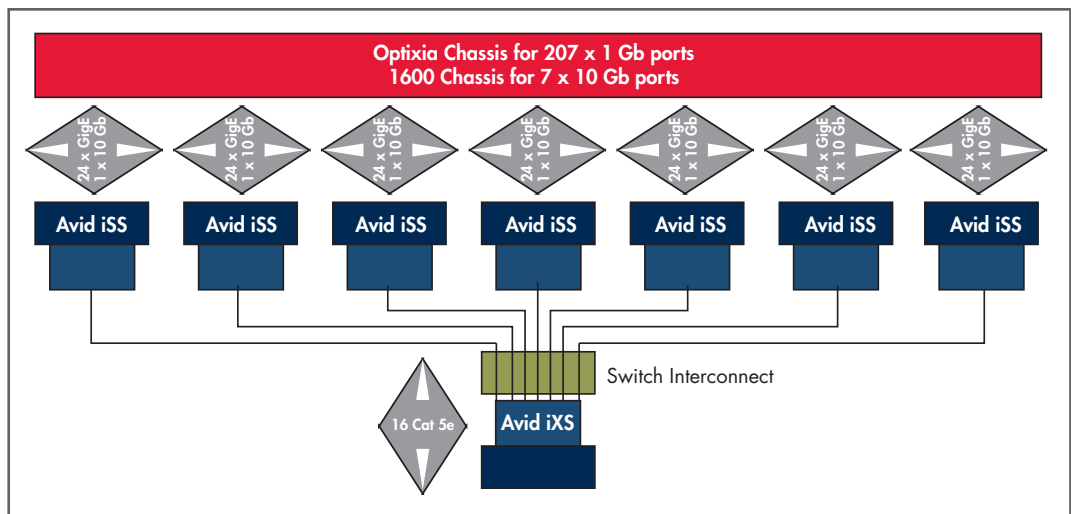 Optixia Chassis for 207 x 1 Gb ports
1600 Chassis for 7 x 10 Gb ports
24 x GigE
1 x 10 Gb
24 x GigE
1 x 10 Gb
24 x GigE
1 x 10 Gb
24 x GigE
1 x 10 Gb
24 x GigE
1 x 10 Gb
24 x GigE
1 x 10 Gb
24 x GigE
1 x 10 Gb
Avid iSS
Avid iSS
Avid iSS
Avid iSS
Avid iSS
Avid iSS
Avid iSS
Switch Interconnect
16 Cat 5e
Avid iXS